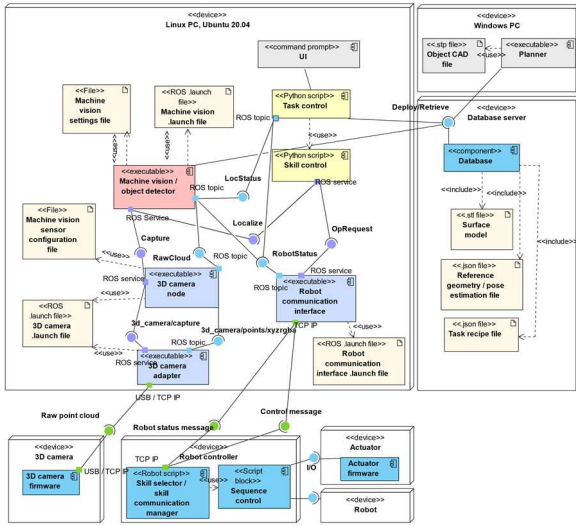 <<device>>
Linux PC, Ubuntu 20.04
<<device>>
Windows PC
<<command prompt>>
UI
<<.stp file>>
Object CAD
file
<<use>>
<<executable>>
Planner
<<File>>
Machine
vision
settings file
<<ROS .launch
file>>
Machine vision
.launch file
<<Python script>>
Task control
ROS topic
Deploy/Retrieve
<<device>>
Database server
<<use>>
<<use>>
<<use>>
<<Python script>>
Skill control
ROS service
<<component>>
Database
<<executable>>
Machine vision /
object detector
ROS topic
ROS service
LocStatus
Localize
OpRequest
<<include>>
<<include>>
<<include>>
<<File>>
Machine vision
sensor
configuration
file
<<use>>
Capture
RawCloud
RobotStatus
<<.stl file>>
Surface
model
ROS topic
ROS service
ROS topic
ROS service
<<executable>>
3D camera
node
<<executable>>
Robot
communication
interface
TCP IP
<<.json file>>
Reference
geometry / pose
estimation file
<<ROS
.launch file>>
3D camera
.launch file
<<use>>
<<use>>
3d_camera/capture
3d_camera/points/xyzrgba
<<use>>
<<.json file>>
Task recipe file
ROS topic
ROS service
<<executable>>
3D camera
adapter
<<ROS .launch file>>
Robot
communication
interface .launch file
USB / TCP IP
Raw point cloud
Robot status message
Control message
<<device>>
3D camera
<<device>>
Robot controller
<<device>>
Actuator
USB / TCP IP
TCP IP
I/O
3D camera
firmware
<<Robot script>>
Skill selector /
skill
communication
manager
<<use>>
<<Script
block>>
Sequence
control
Actuator
firmware
<<device>>
Robot